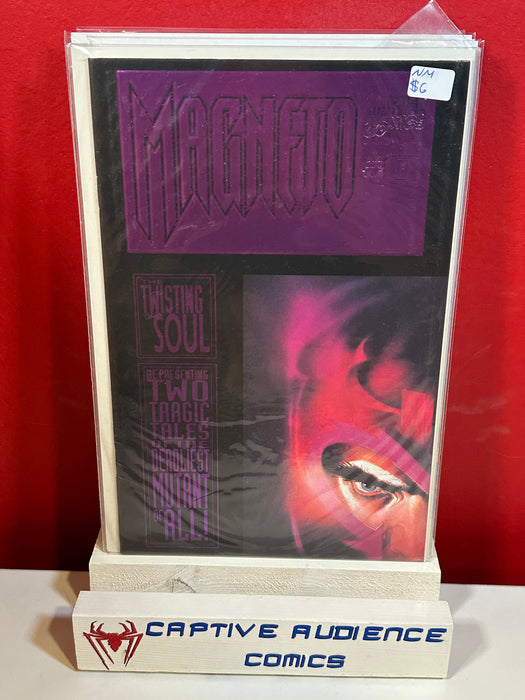 NM
$6
MAGNETO
COMICS
THE
TWISTING
OF A
SOUL
RE-PRESENTING
TWO
TRAGIC
TALES
OF THE
DEADLIEST
MUTANT
OF
ALL!
CAPTIVE AUDIENCE
COMICS